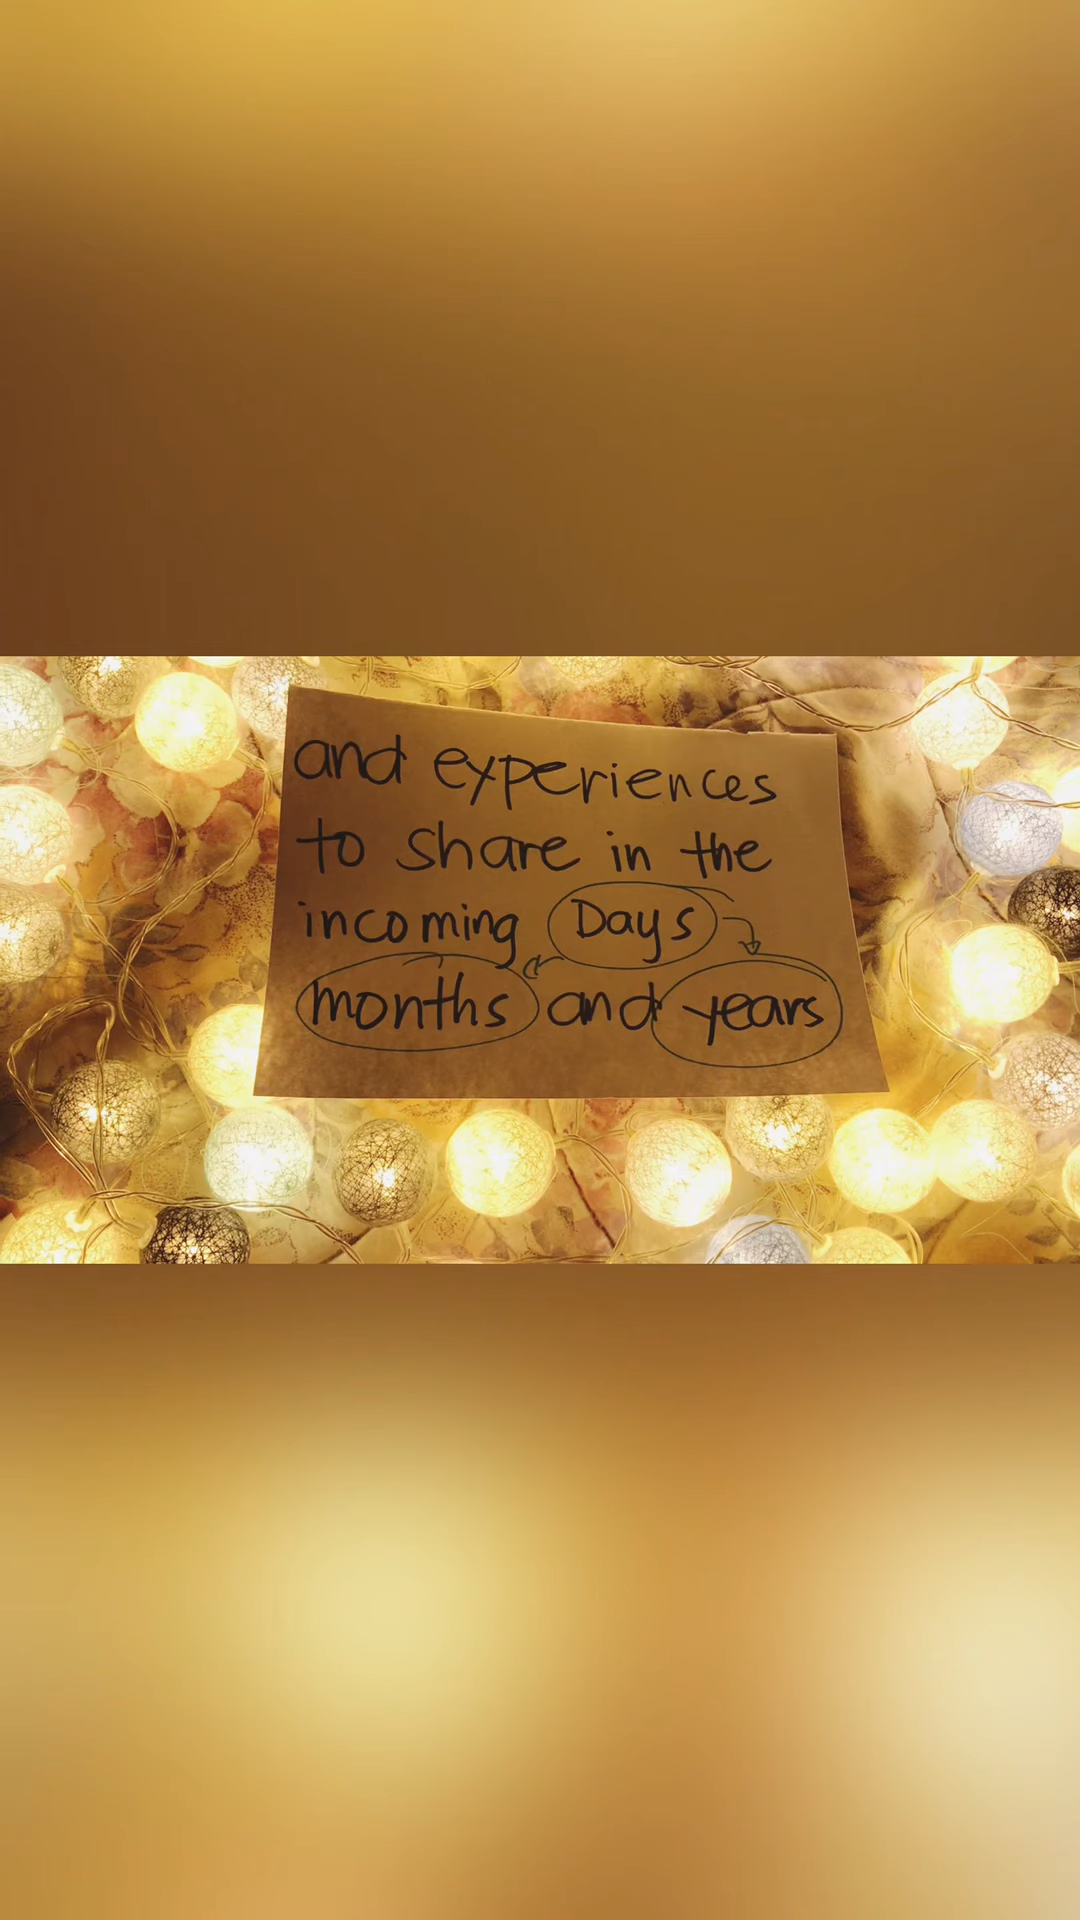 and experiences
to share in the
incoming Days
months and years